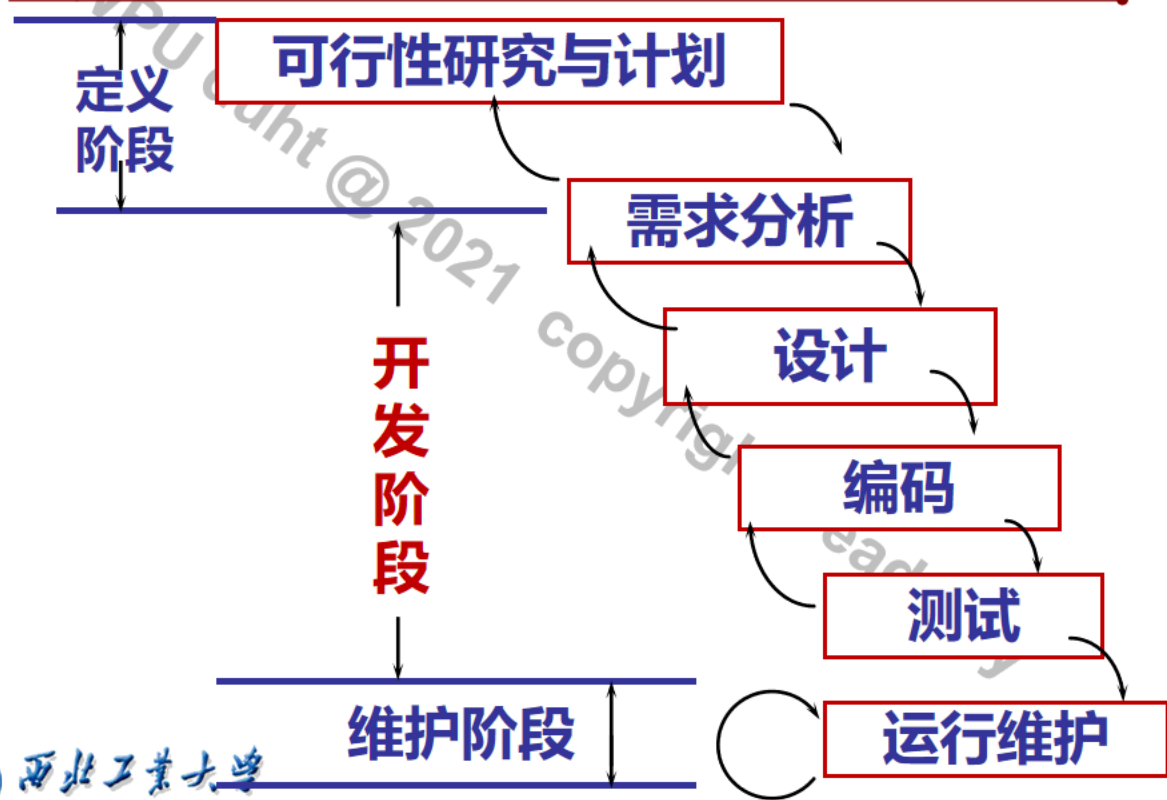 可行性研究与计划
定义
阶段
需求分析
设计
开
发
阶
段
编码
测试
维护阶段
运行维护
西北工业大学
@ 2021